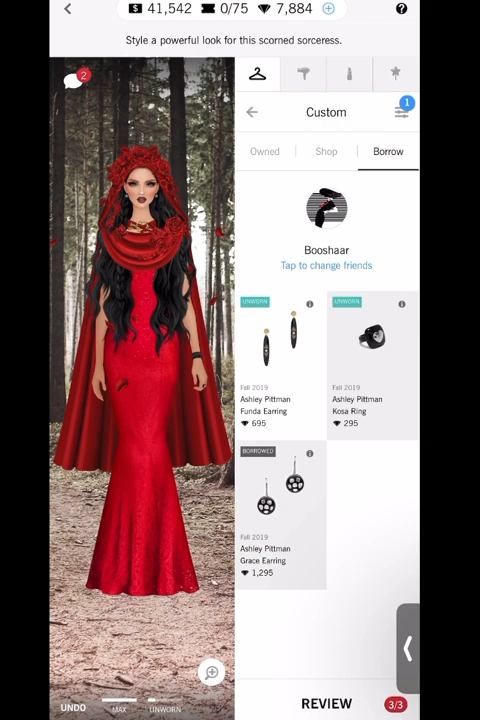 $ 41,542 0/75 7,884
?
Style a powerful look for this scorned sorceress.
2
Custom
1
Owned
Shop
Borrow
Booshaar
Tap to change friends
UNWORN
Fall 2019
Ashley Pittman
Funda Earring
695
UNWORN
Fall 2019
Ashley Pittman
Kosa Ring
295
BORROWED
Fall 2019
Ashley Pittman
Grace Earring
1,295
UNDO
MAX
UNWORN
REVIEW
3/3